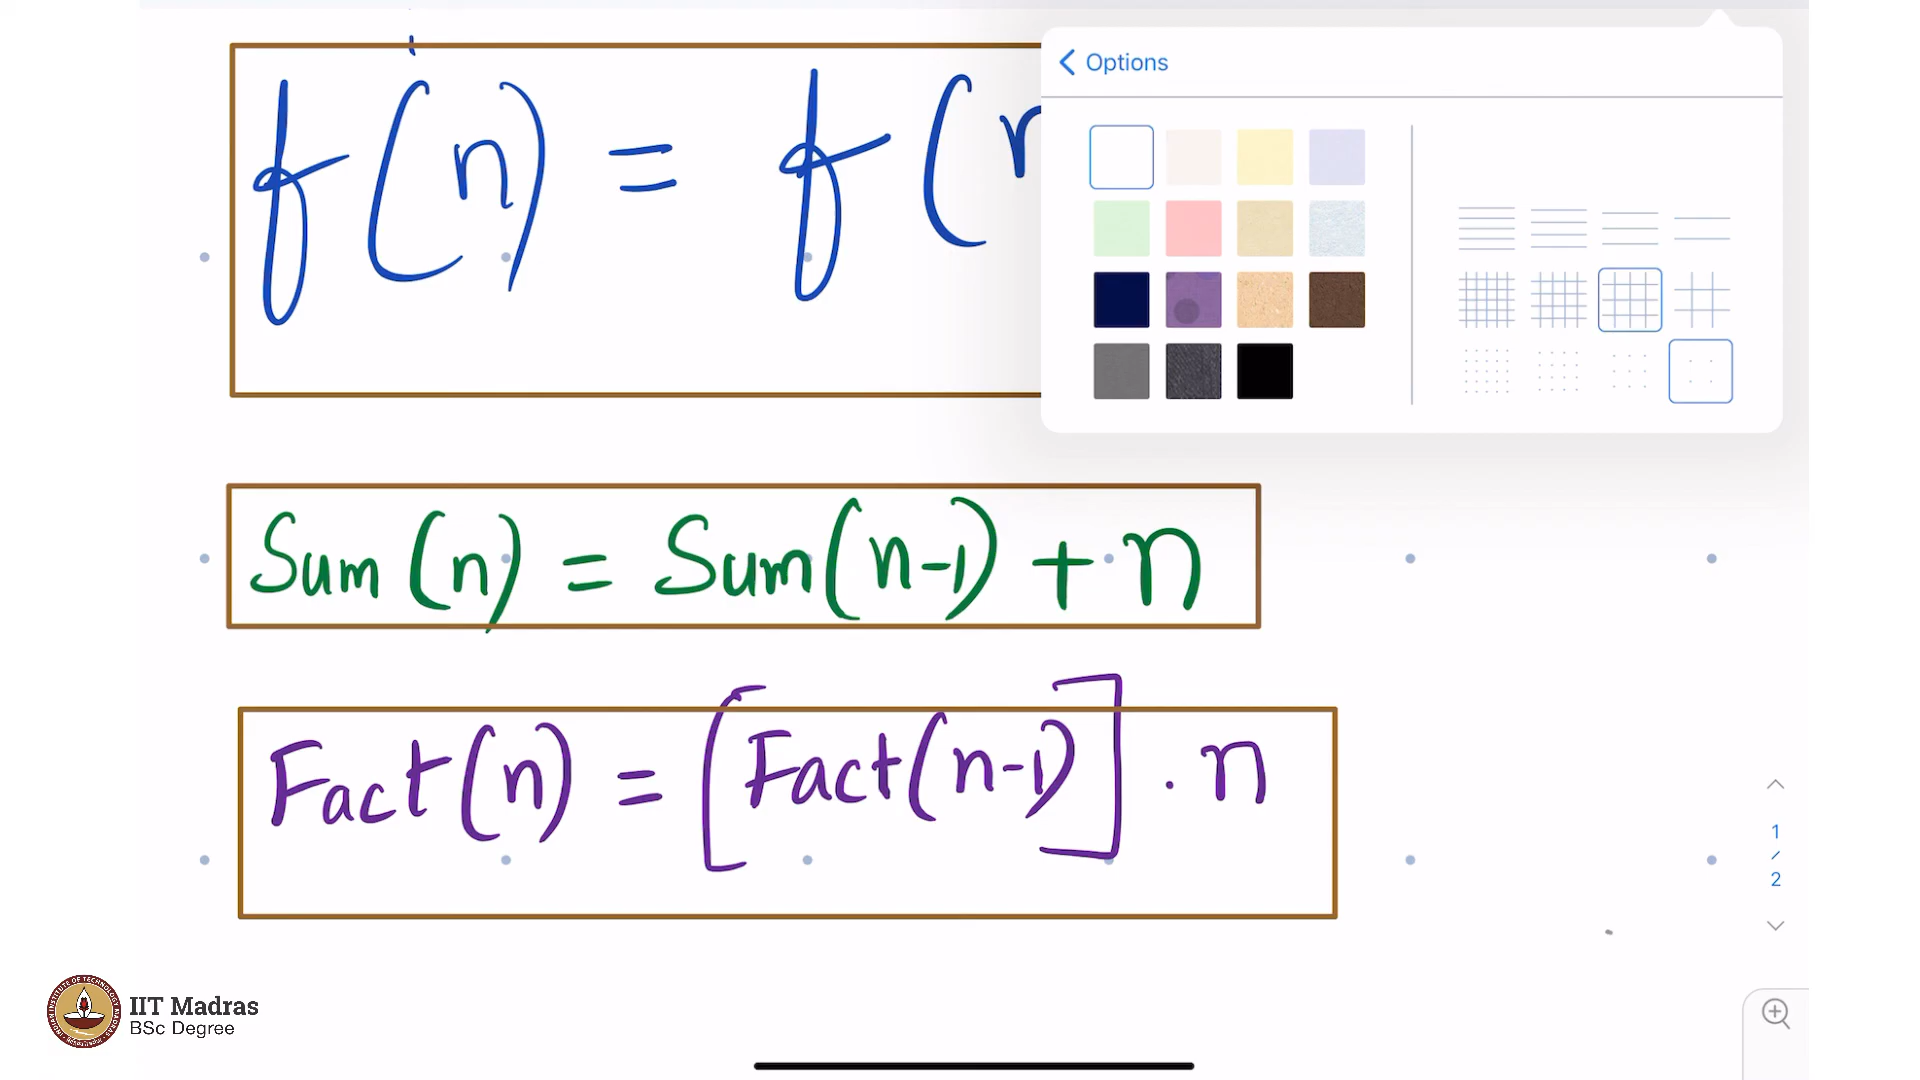 Options
f(n) = f(n
Sum(n) = Sum(n-1) + n
Fact(n) = [Fact(n-1)] . n
1
/
2
IIT Madras
BSc Degree